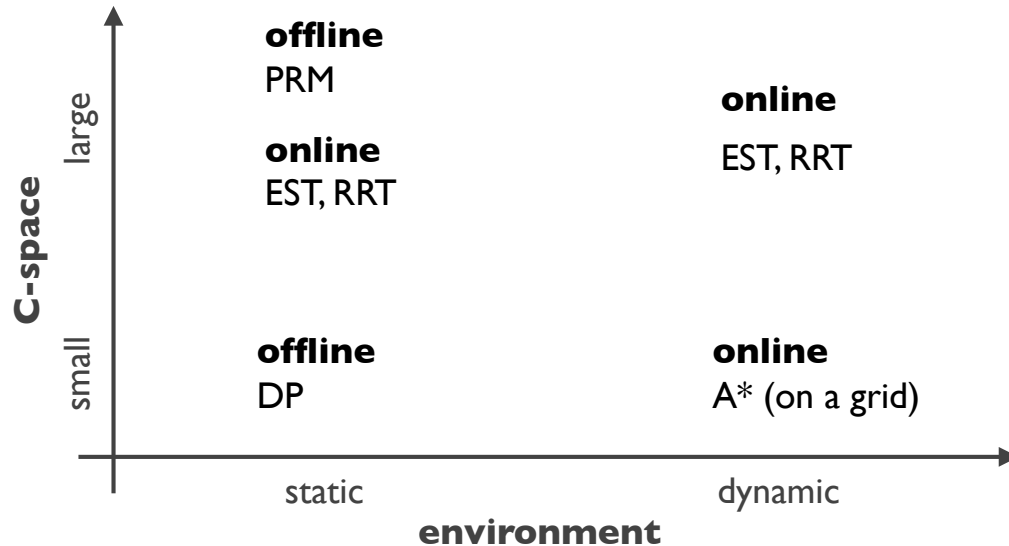 offline
PRM
online
EST, RRT
online
EST, RRT
large
C-space
small
offline
DP
online
A* (on a grid)
static
dynamic
environment